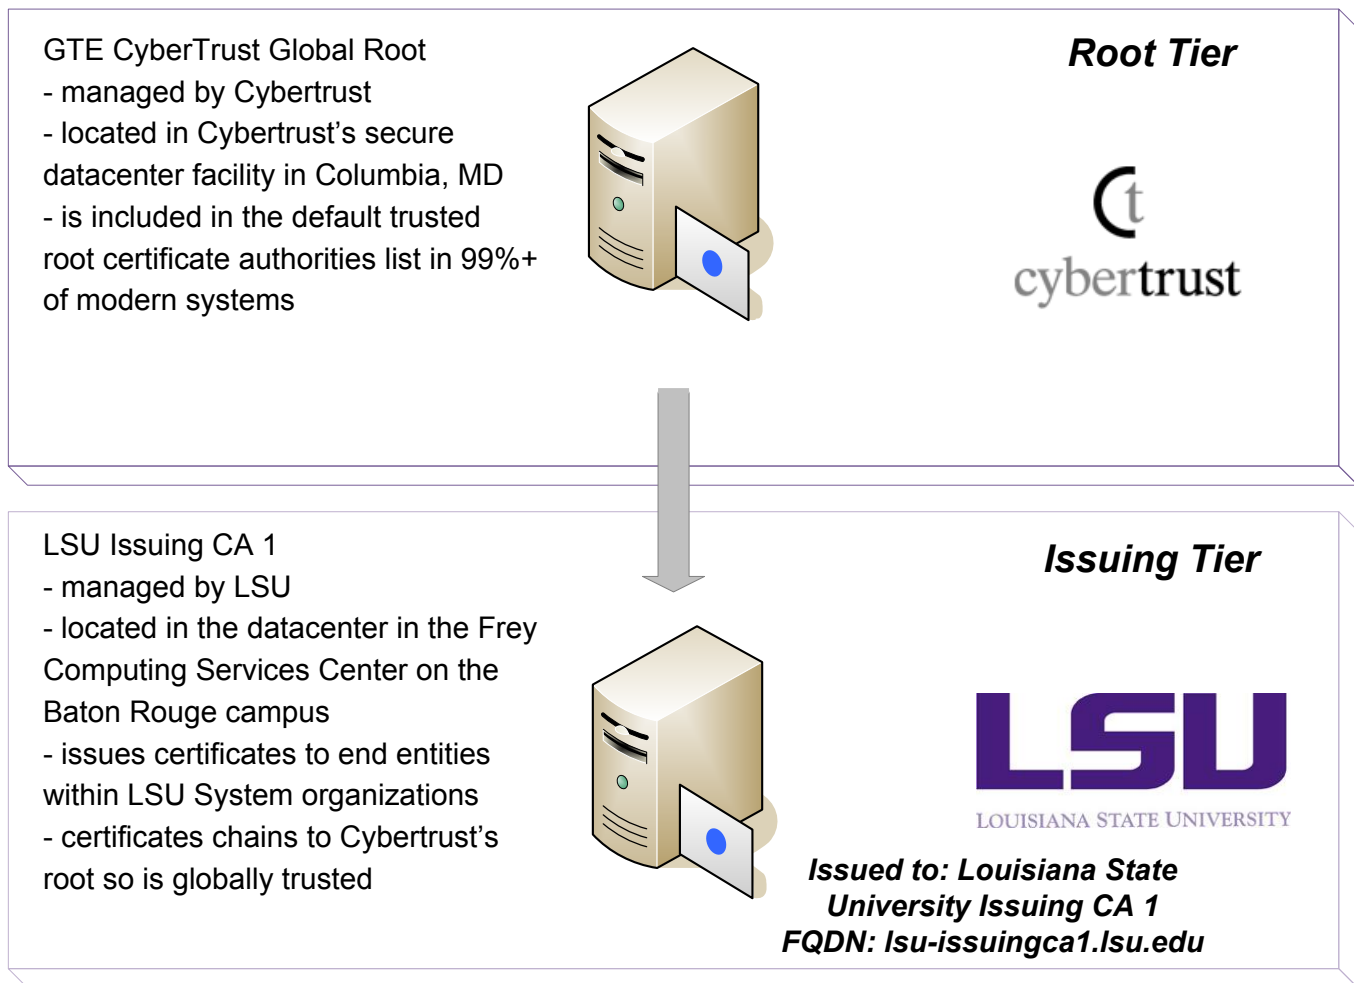 GTE CyberTrust Global Root
- managed by Cybertrust
- located in Cybertrust's secure
datacenter facility in Columbia, MD
- is included in the default trusted
root certificate authorities list in 99%+
of modern systems
Root Tier
Ct
cybertrust
LSU Issuing CA 1
- managed by LSU
- located in the datacenter in the Frey
Computing Services Center on the
Baton Rouge campus
- issues certificates to end entities
within LSU System organizations
- certificates chains to Cybertrust's
root so is globally trusted
Issuing Tier
LSU
LOUISIANA STATE UNIVERSITY
Issued to: Louisiana State
University Issuing CA 1
FQDN: lsu-issuingca1.lsu.edu